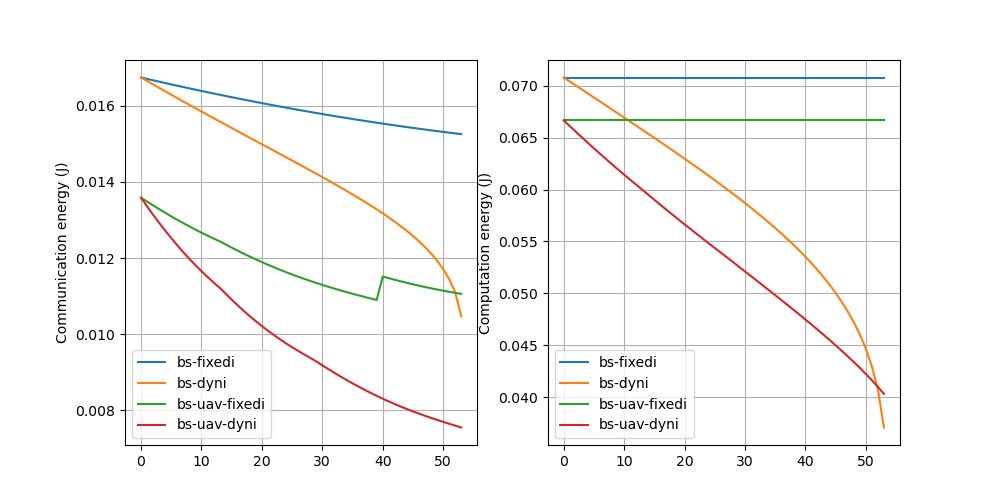 Communication energy (J)
0.016
0.014
0.012
0.010
0.008
0 10 20 30 40 50
bs-fixedi
bs-dyni
bs-uav-fixedi
bs-uav-dyni
Computation energy (J)
0.070
0.065
0.060
0.055
0.050
0.045
0.040
0 10 20 30 40 50
bs-fixedi
bs-dyni
bs-uav-fixedi
bs-uav-dyni